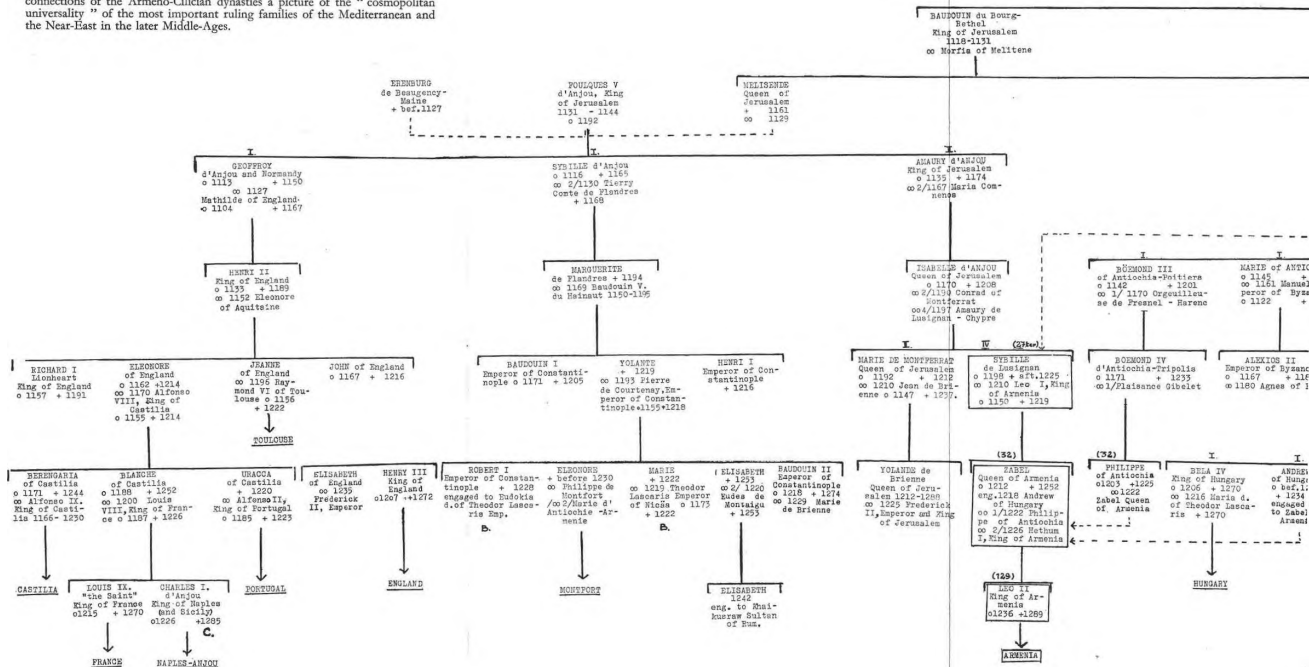 connections of the Armeno-Cilician dynasties a picture of the " cosmopolitan
universality " of the most important ruling families of the Mediterranean and
the Near-East in the later Middle-Ages.
BAUDOUIN du Bourg-
Rethel
King of Jerusalem
1118-1131
∞ Morfia of Melitene
ERENBURG
de Beaugency-
Maine
+ bef.1127
FOULQUES V
d'Anjou, King
of Jerusalem
1131 - 1144
o 1192
MELISENDE
Queen of
Jerusalem
+ 1161
∞ 1129
I.
GEOFFROY
d'Anjou and Normandy
o 1113 + 1150
∞ 1127
Mathilde of England
o 1104 + 1167
I.
SYBILLE d'Anjou
o 1116 + 1165
∞ 2/1130 Tierry
Comte de Flandres
+ 1168
II.
AMAURY d'ANJOU
King of Jerusalem
o 1135 + 1174
∞ 2/1167 Maria Com-
nenos
HENRI II
King of England
o 1133 + 1189
∞ 1152 Eleonore
of Aquitaine
MARGUERITE
de Flandres + 1194
∞ 1169 Baudouin V.
du Hainaut 1150-1195
ISABELLE d'ANJOU
Queen of Jerusalem
o 1170 + 1208
∞ 2/1190 Conrad of
Montferrat
∞ 4/1197 Amaury de
Lusignan - Chypre
I.
BÖEMOND III
of Antiochia-Poitiers
o 1142 + 1201
∞ 1/ 1170 Orgeuilleu-
se de Fresnel - Harenc
I.
MARIE of ANTIO
o 1145 +
∞ 1161 Manuel
peror of Byza
o 1122 +
RICHARD I
Lionheart
King of England
o 1157 + 1191
ELEONORE
of England
o 1162 +1214
∞ 1170 Alfonso
VIII, King of
Castilia
o 1155 + 1214
JEANNE
of England
∞ 1196 Ray-
mond VI of Tou-
louse o 1156
+ 1222
TOULOUSE
JOHN of England
o 1167 + 1216
BAUDOUIN I
Emperor of Constanti-
nople o 1171 + 1205
YOLANTE
+ 1219
∞ 1193 Pierre
de Courtenay,Em-
peror of Constan-
tinople o1155+1218
HENRI I
Emperor of Con-
stantinople
+ 1216
II.
MARIE DE MONTFERRAT
Queen of Jerusalem
o 1192 + 1212
∞ 1210 Jean de Bri-
enne o 1147 + 1237.
IV
SYBILLE
de Lusignan
o 1198 + aft.1225
∞ 1210 Leo I,King
of Armenia
o 1150 + 1219
BOEMOND IV
d'Antiochia-Tripolis
o 1171 + 1233
∞ 1/Plaisance Gibelet
ALEXIOS II
Emperor of Byzanc
o 1167 + 118
∞ 1180 Agnes of
BERENGARIA
of Castilia
o 1171 + 1244
∞ Alfonso IX.
King of Casti-
lia 1166- 1230
CASTILIA
BLANCHE
of Castilia
o 1188 + 1252
∞ 1200 Louis
VIII,King of Fran-
ce o 1187 + 1226
URACCA
of Castilia
+ 1220
∞ Alfonso II,
King of Portugal
o 1185 + 1223
PORTUGAL
ELISABETH
of England
∞ 1235
Frederick
II, Emperor
HENRY III
King of
England
o1207 +1272
ENGLAND
ROBERT I
Emperor of Constan-
tinople + 1228
engaged to Eudokia
d.of Theodor Lasca-
ris Emp.
B.
ELEONORE
+ before 1230
∞ Philippe de
Montfort
/∞ 2/Marie d'
Antiochie -Ar-
menie
MONTFORT
MARIE
+ 1222
∞ 1219 Theodor
Lascaris Emperor
of Nicäa o 1173
+ 1222
B.
ELISABETH
+ 1253
∞ 2/ 1220
Eudes de
Montaigu
+ 1253
BAUDOUIN II
Emperor of
Constantinople
o 1218 + 1274
∞ 1229 Marie
de Brienne
YOLANDE de
Brienne
Queen of Jeru-
salem 1212-1288
∞ 1225 Frederick
II,Emperor and King
of Jerusalem
(32)
ZABEL
Queen of Armenia
o 1212 + 1252
eng.1218 Andrew
of Hungary
∞ 1/1222 Philip-
pe of Antiochia
∞ 2/1226 Hethum
I,King of Armenia
(32)
PHILIPPE
of Antiochia
o1203 +1225
∞1222
Zabel Queen
of. Armenia
I.
BELA IV
King of Hungary
o 1206 + 1270
∞ 1216 Maria d.
of Theodor Lasca-
ris + 1270
HUNGARY
I.
ANDREW
of Hung
o bef.12
+ 1234
engaged
to Zabel
Armeni
LOUIS IX.
"the Saint"
King of France
o1215 + 1270
FRANCE
CHARLES I.
d'Anjou
King of Naples
(and Sicily)
o1226 +1285
C.
NAPLES-ANJOU
ELISABETH
1242
eng. to Khai-
kusraw Sultan
of Rum.
(129)
LEO II
King of Ar-
menia
o1236 +1289
ARMENIA